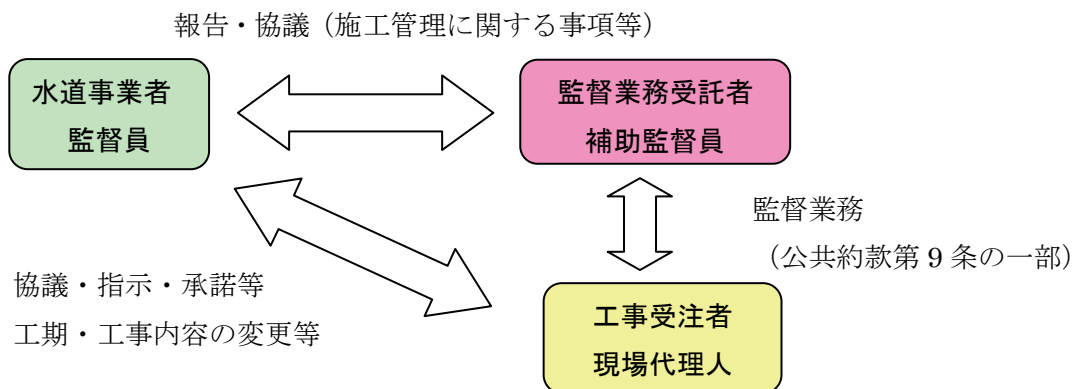 報告・協議（施工管理に関する事項等）
水道事業者
監督員
監督業務受託者
補助監督員
監督業務
（公共約款第 9 条の一部）
協議・指示・承諾等
工期・工事内容の変更等
工事受注者
現場代理人